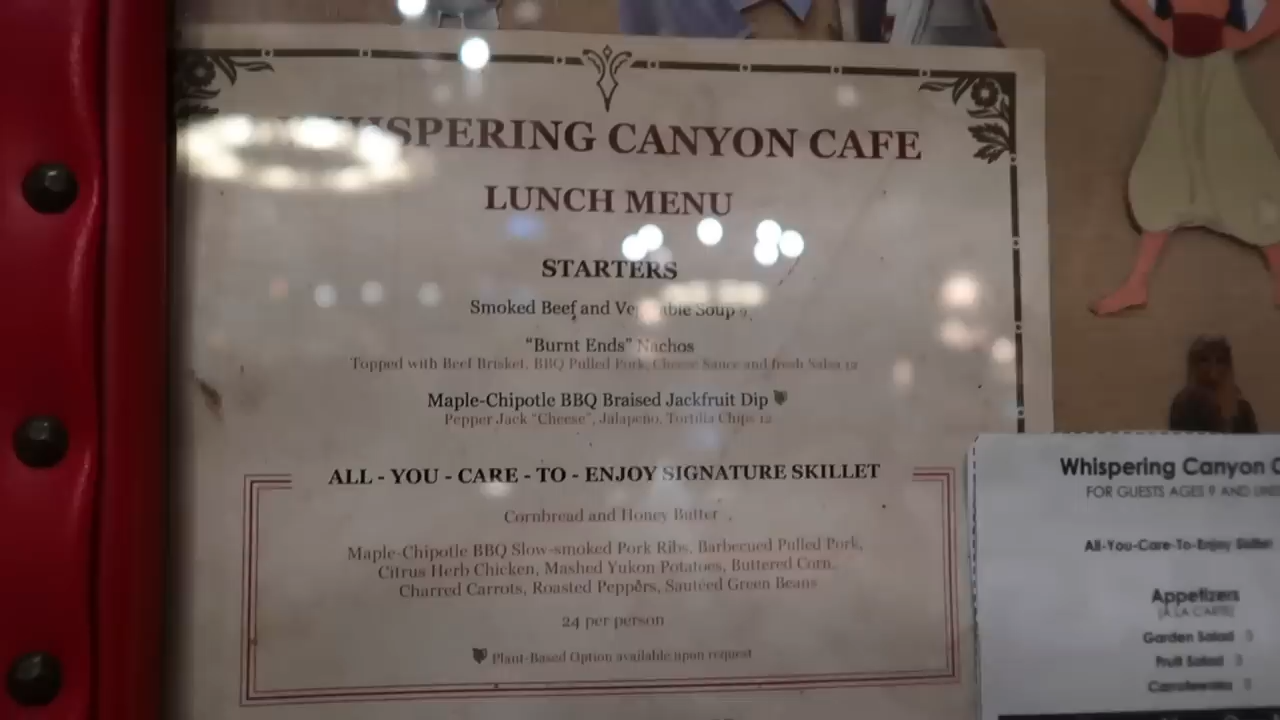 WHISPERING CANYON CAFE
LUNCH MENU
STARTERS
Smoked Beef and Vegetable Soup 9
"Burnt Ends" Nachos
Topped with Beef Brisket, BBQ Pulled Pork, Cheese Sauce and fresh Salsa 12
Maple-Chipotle BBQ Braised Jackfruit Dip
Pepper Jack "Cheese", Jalapeño, Tortilla Chips 12
ALL - YOU - CARE - TO - ENJOY SIGNATURE SKILLET
Cornbread and Honey Butter
Maple-Chipotle BBQ Slow-smoked Pork Ribs, Barbecued Pulled Pork,
Citrus Herb Chicken, Mashed Yukon Potatoes, Buttered Corn,
Charred Carrots, Roasted Peppers, Sautéed Green Beans
24 per person
Plant-Based Option available upon request
Whispering Canyon C
FOR GUESTS AGES 9 AND UNDE
All-You-Care-To-Enjoy Skillet
Appetizers
(À LA CARTE)
Garden Salad 3
Fruit Salad 3